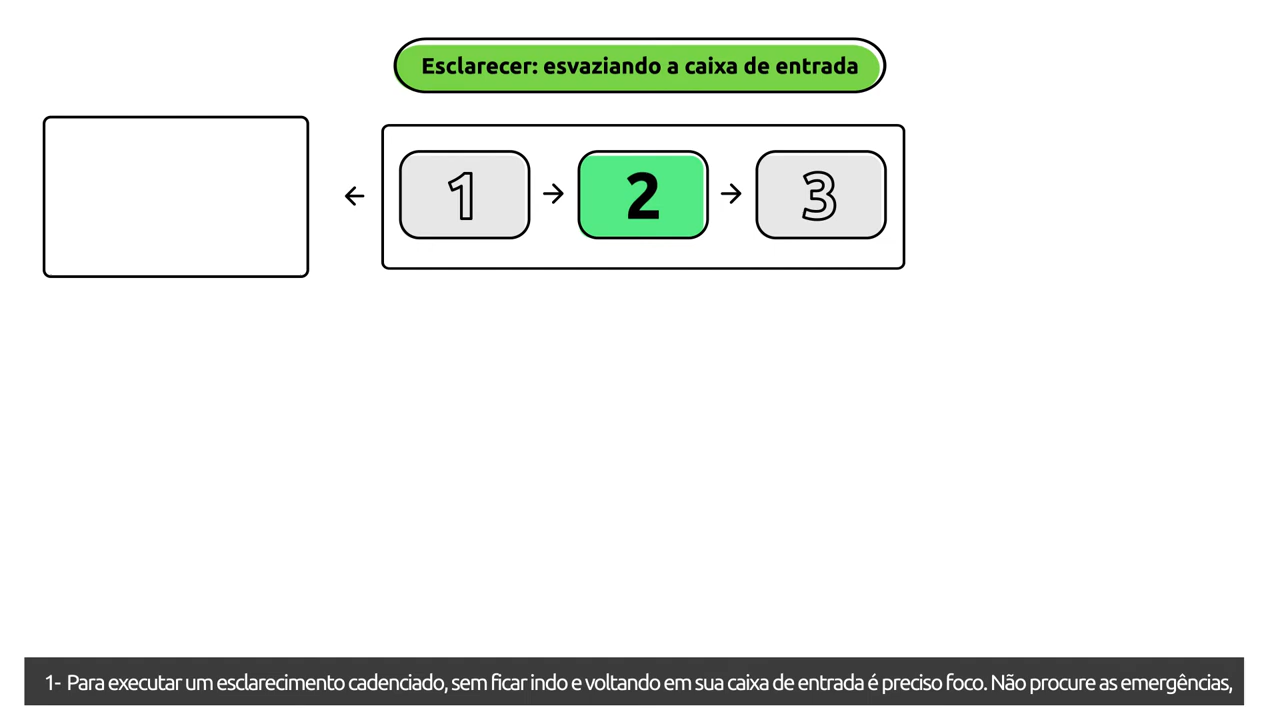 Esclarecer: esvaziando a caixa de entrada
1
2
3
1- Para executar um esclarecimento cadenciado, sem ficar indo e voltando em sua caixa de entrada é preciso foco. Não procure as emergências,